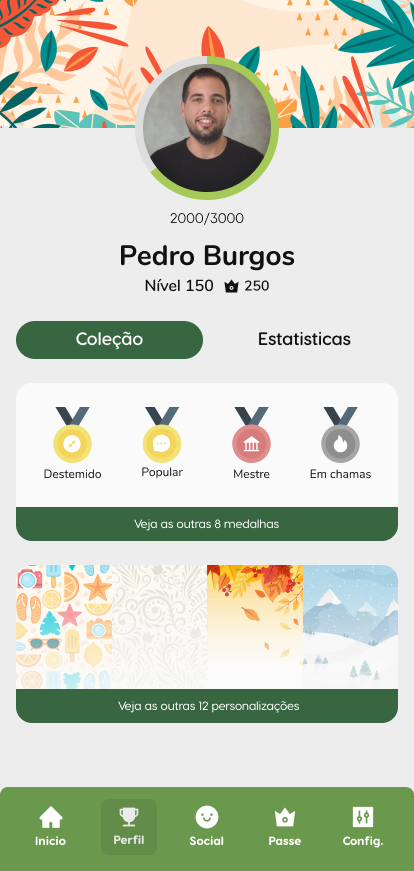 2000/3000
Pedro Burgos
Nível 150 250
Coleção Estatisticas
Destemido Popular Mestre Em chamas
Veja as outras 8 medalhas
Veja as outras 12 personalizações
Inicio Perfil Social Passe Config.